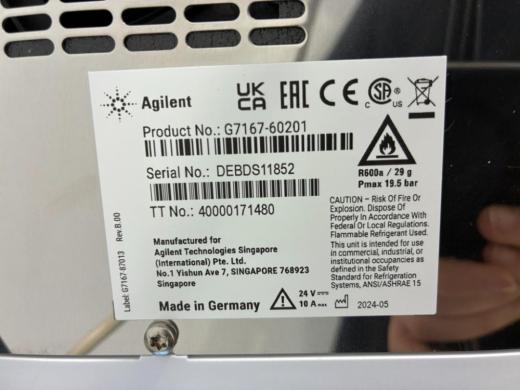 Agilent
UK
CA
EAC
CE
CSA
C US
Product No.: G7167-60201
Serial No.: DEBDS11852
TT No.: 40000171480
R600a / 29 g
Pmax 19.5 bar
CAUTION – Risk of Fire or
Explosion. Dispose of
Properly In Accordance With
Federal Or Local Regulations.
Flammable Refrigerant Used.
This unit is intended for use
in commercial, industrial, or
institutional occupancies as
defined in the Safety
Standard for Refrigeration
Systems, ANSI/ASHRAE 15
Manufactured for
Agilent Technologies Singapore
(International) Pte. Ltd.
No.1 Yishun Ave 7, SINGAPORE 768923
Singapore
Made in Germany
24 V
10 A max
2024-05
Label: G7167-87013 Rev.B.00